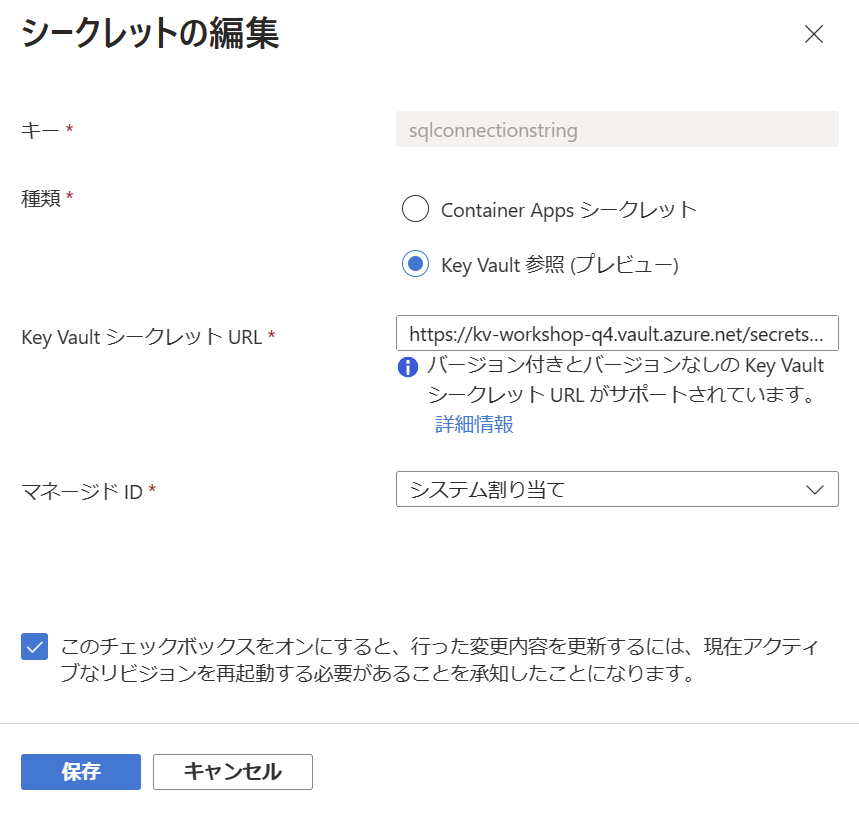 シークレットの編集
キー *
sqlconnectionstring
種類 *
Container Apps シークレット
Key Vault 参照 (プレビュー)
Key Vault シークレット URL *
https://kv-workshop-q4.vault.azure.net/secrets...
バージョン付きとバージョンなしの Key Vault
シークレット URL がサポートされています。
詳細情報
マネージド ID *
システム割り当て
このチェックボックスをオンにすると、行った変更内容を更新するには、現在アクティ
ブなリビジョンを再起動する必要があることを承知したことになります。
保存
キャンセル